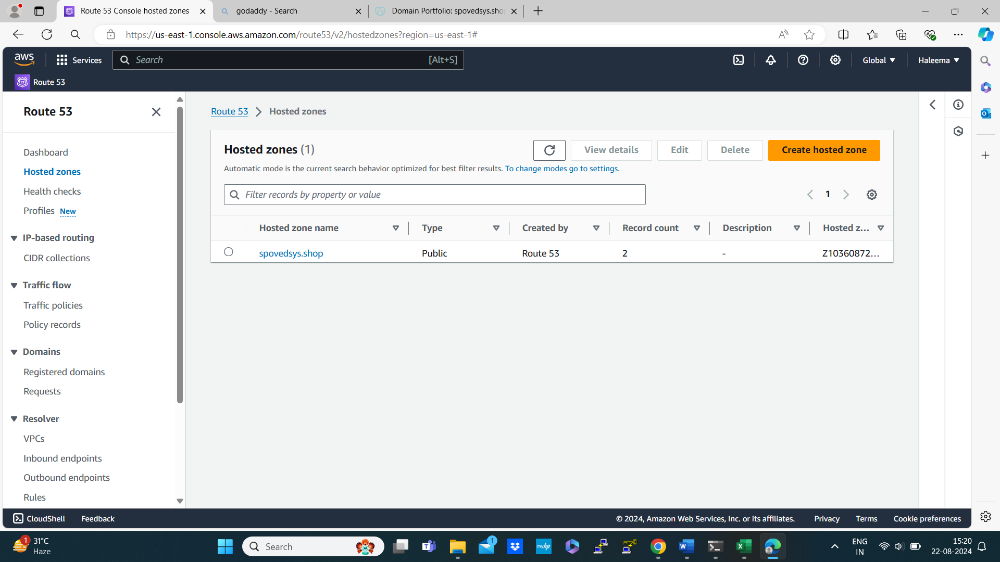 Route 53 Console hosted zones
godaddy - Search
Domain Portfolio: spovedsys.sho
https://us-east-1.console.aws.amazon.com/route53/v2/hostedzones?region=us-east-1#
aws
Services
Search
[Alt+S]
Global
Haleema
Route 53
Route 53
Dashboard
Hosted zones
Health checks
Profiles New
IP-based routing
CIDR collections
Traffic flow
Traffic policies
Policy records
Domains
Registered domains
Requests
Resolver
VPCs
Inbound endpoints
Outbound endpoints
Rules
Route 53 > Hosted zones
Hosted zones (1)
View details
Edit
Delete
Create hosted zone
Automatic mode is the current search behavior optimized for best filter results. To change modes go to settings.
Filter records by property or value
1
Hosted zone name Type Created by Record count Description Hosted z...
spovedsys.shop Public Route 53 2 - Z10360872...
CloudShell Feedback
© 2024, Amazon Web Services, Inc. or its affiliates. Privacy Terms Cookie preferences
1
31°C
Haze
Search
1
myhp
ENG
IN
15:20
22-08-2024